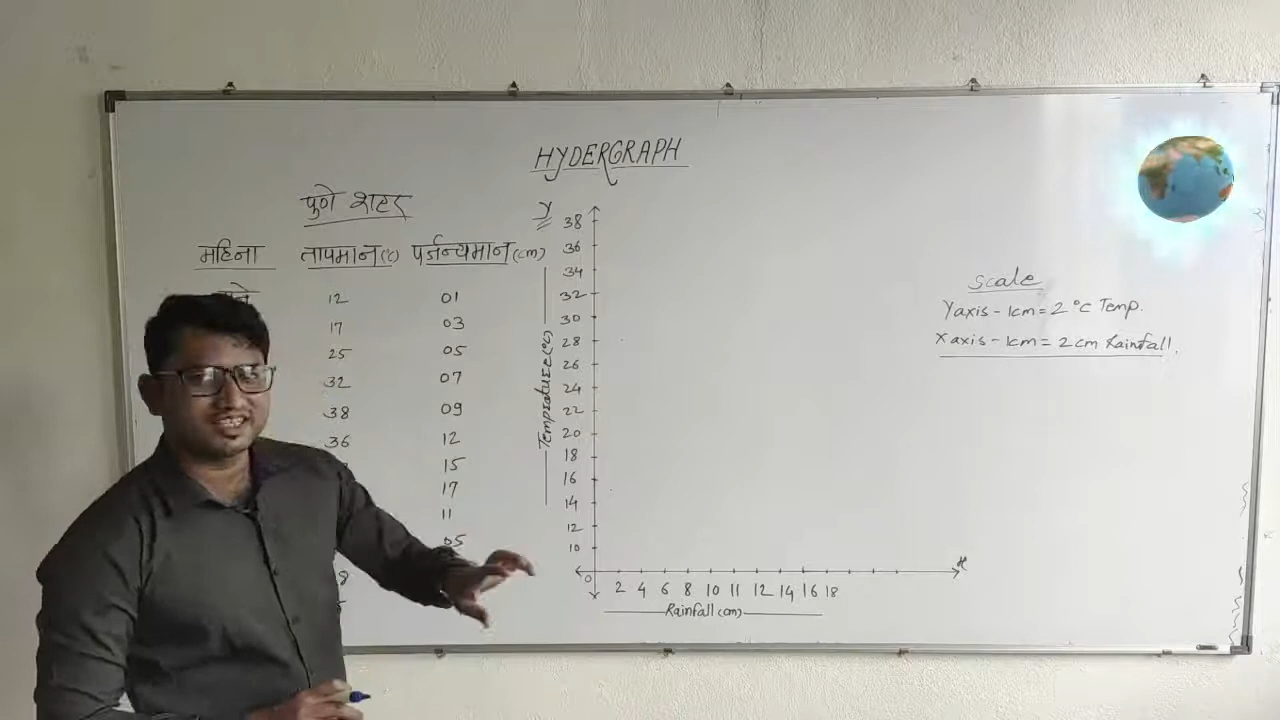 HYDERGRAPH
पुणे शहर
महिना तापमान (°C) पर्जन्यमान (cm)
12 01
17 03
25 05
32 07
38 09
36 12
15
17
11
05
8
Y
38
36
34
32
30
28
26
24
22
20
18
16
14
12
10
Temprature (°C)
0
2 4 6 8 10 11 12 14 16 18
X
Rainfall (cm)
Scale
Y axis - 1cm = 2 °C Temp.
X axis - 1cm = 2 cm Rainfall.